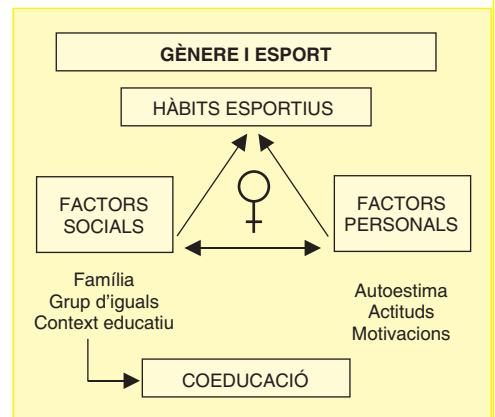 GÈNERE I ESPORT
HÀBITS ESPORTIUS
FACTORS
SOCIALS
FACTORS
PERSONALS
Família
Grup d'iguals
Context educatiu
Autoestima
Actituds
Motivacions
COEDUCACIÓ